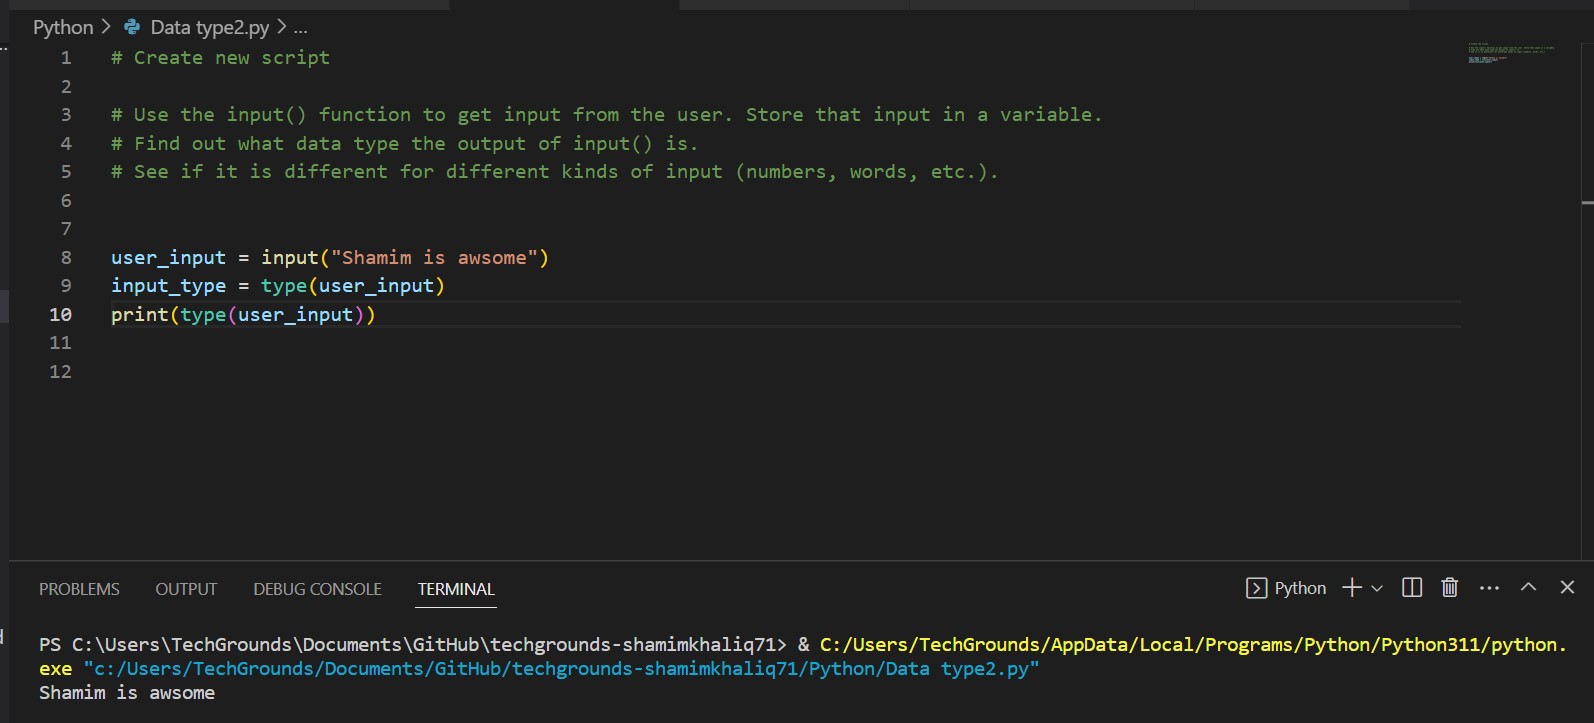 Python > Data type2.py > ...
1 # Create new script
2
3 # Use the input() function to get input from the user. Store that input in a variable.
4 # Find out what data type the output of input() is.
5 # See if it is different for different kinds of input (numbers, words, etc.).
6
7
8 user_input = input("Shamim is awsome")
9 input_type = type(user_input)
10 print(type(user_input))
11
12
PROBLEMS OUTPUT DEBUG CONSOLE TERMINAL Python
PS C:\Users\TechGrounds\Documents\GitHub\techgrounds-shamimkhaliq71> & C:/Users/TechGrounds/AppData/Local/Programs/Python/Python311/python.
exe "c:/Users/TechGrounds/Documents/GitHub/techgrounds-shamimkhaliq71/Python/Data type2.py"
Shamim is awsome